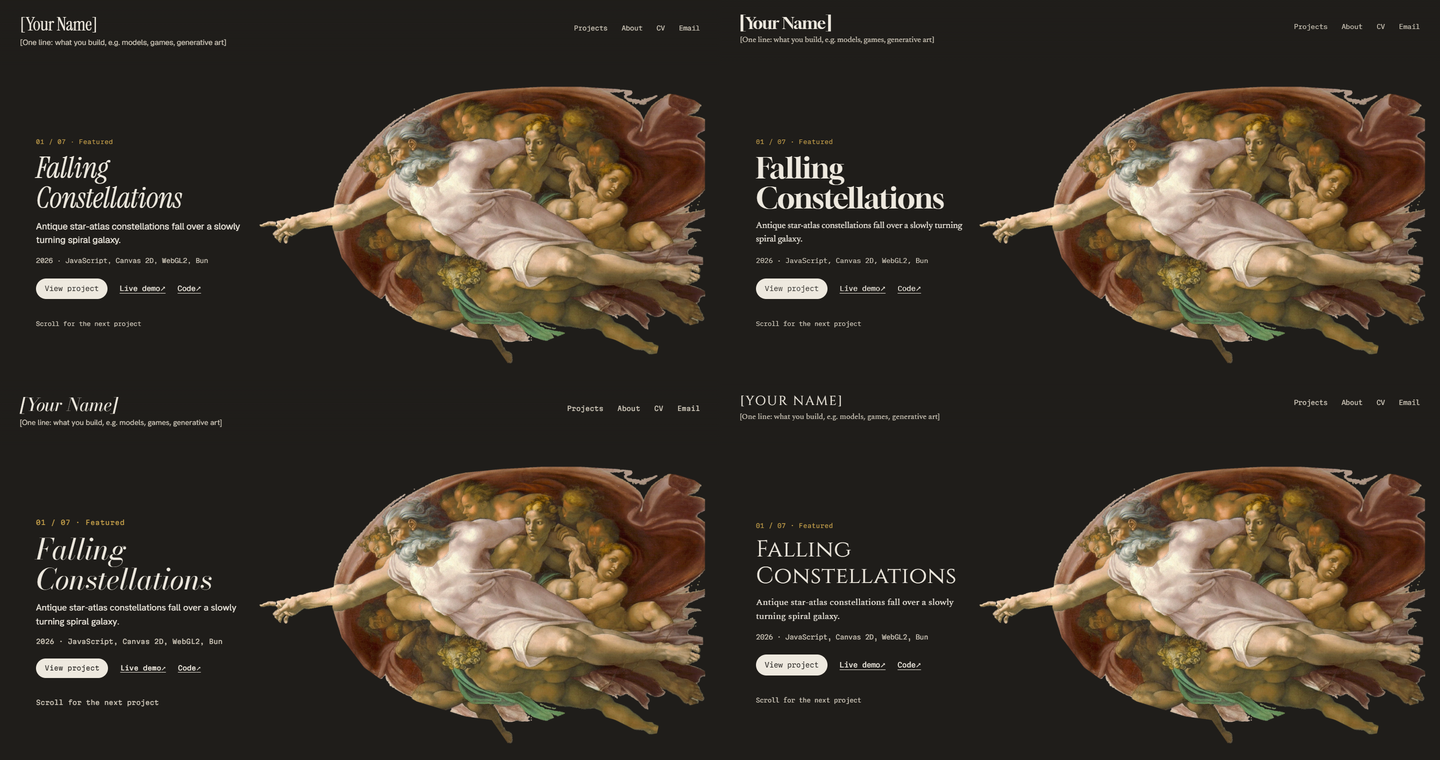 [Your Name]
[One line: what you build, e.g. models, games, generative art]
Projects About CV Email
01 / 07 · Featured
Falling
Constellations
Antique star-atlas constellations fall over a slowly
turning spiral galaxy.
2026 · JavaScript, Canvas 2D, WebGL2, Bun
View project Live demo↗ Code↗
Scroll for the next project
[Your Name]
[One line: what you build, e.g. models, games, generative art]
Projects About CV Email
01 / 07 · Featured
Falling
Constellations
Antique star-atlas constellations fall over a slowly turning
spiral galaxy.
2026 · JavaScript, Canvas 2D, WebGL2, Bun
View project Live demo↗ Code↗
Scroll for the next project
[Your Name]
[One line: what you build, e.g. models, games, generative art]
Projects About CV Email
01 / 07 · Featured
Falling
Constellations
Antique star-atlas constellations fall over a slowly
turning spiral galaxy.
2026 · JavaScript, Canvas 2D, WebGL2, Bun
View project Live demo↗ Code↗
Scroll for the next project
[YOUR NAME]
[One line: what you build, e.g. models, games, generative art]
Projects About CV Email
01 / 07 · Featured
FALLING
CONSTELLATIONS
Antique star-atlas constellations fall over a slowly
turning spiral galaxy.
2026 · JavaScript, Canvas 2D, WebGL2, Bun
View project Live demo↗ Code↗
Scroll for the next project